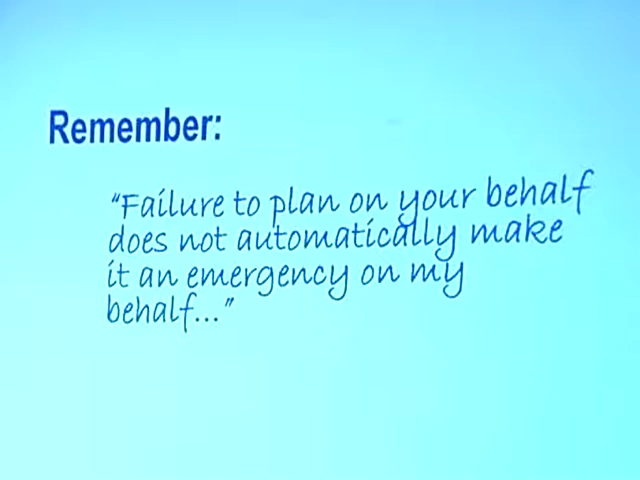 Remember:
"Failure to plan on your behalf
does not automatically make
it an emergency on my
behalf..."